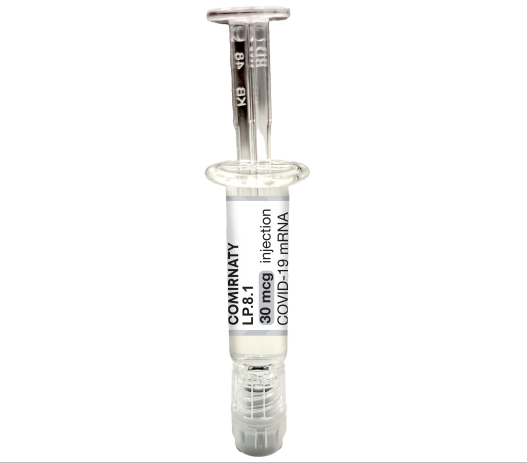 COMIRNATY
LP.8.1
30 mcg injection
COVID-19 mRNA